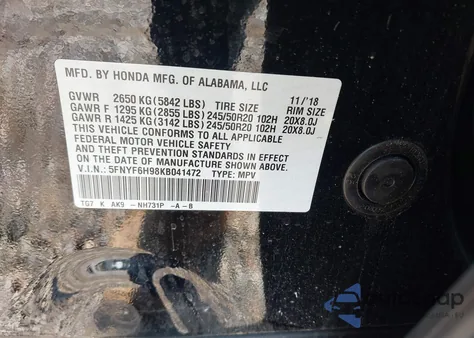 MFD. BY HONDA MFG. OF ALABAMA, LLC
GVWR 2650 KG(5842 LBS) TIRE SIZE 11/'18 RIM SIZE
GAWR F 1295 KG(2855 LBS) 245/50R20 102H 20X8.0J
GAWR R 1425 KG(3142 LBS) 245/50R20 102H 20X8.0J
THIS VEHICLE CONFORMS TO ALL APPLICABLE
FEDERAL MOTOR VEHICLE SAFETY
AND THEFT PREVENTION STANDARDS IN EFFECT ON THE
DATE OF MANUFACTURE SHOWN ABOVE.
V.I.N.: 5FNYF6H98KB041472 TYPE: MPV
TG7 K AK9 -NH731P -A-B